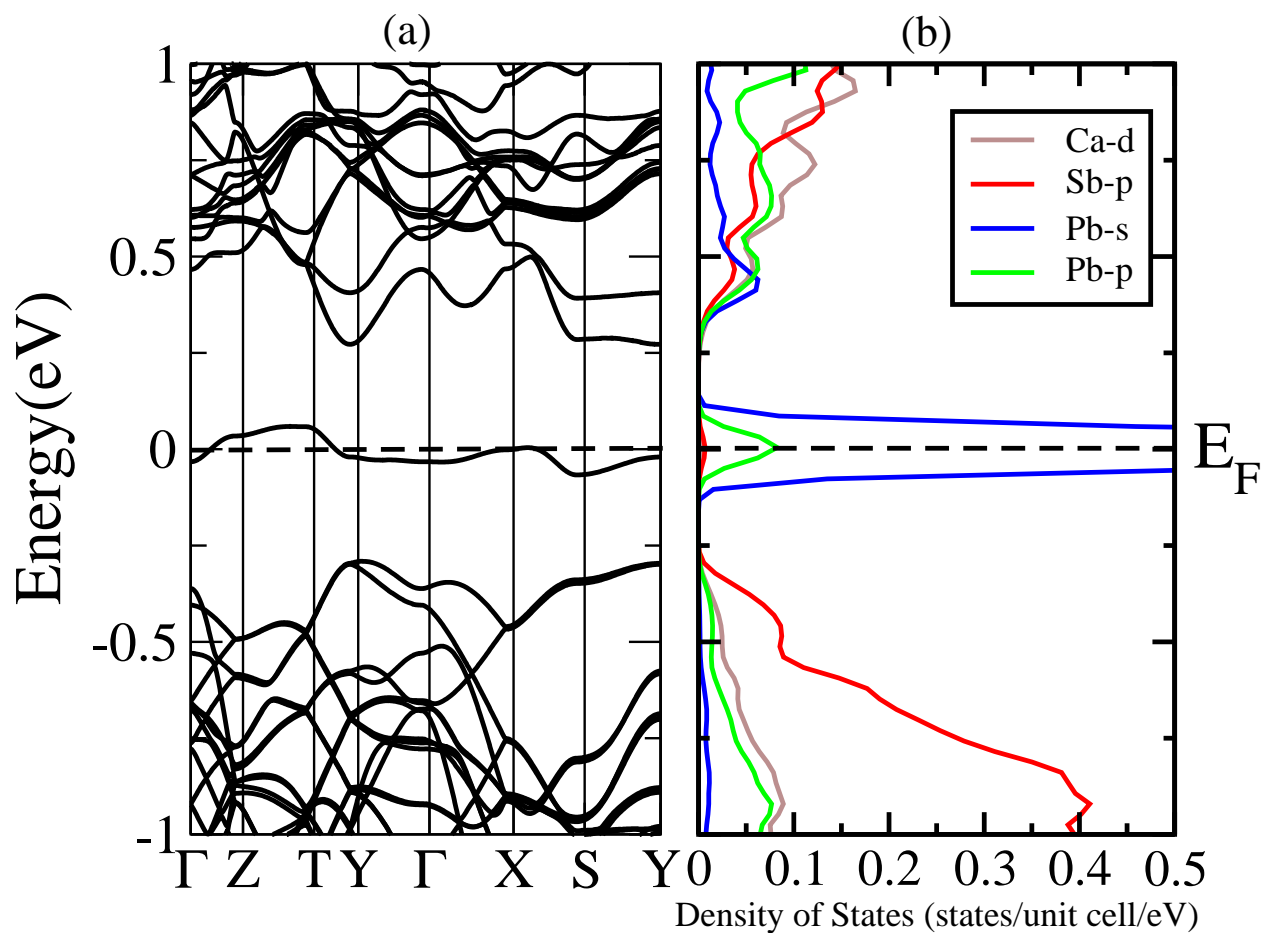 (a) (b)
1
0.5
0
-0.5
-1
Energy(eV)
Γ Z T Y Γ X S Y
Ca-d
Sb-p
Pb-s
Pb-p
E_F
0 0.1 0.2 0.3 0.4 0.5
Density of States (states/unit cell/eV)